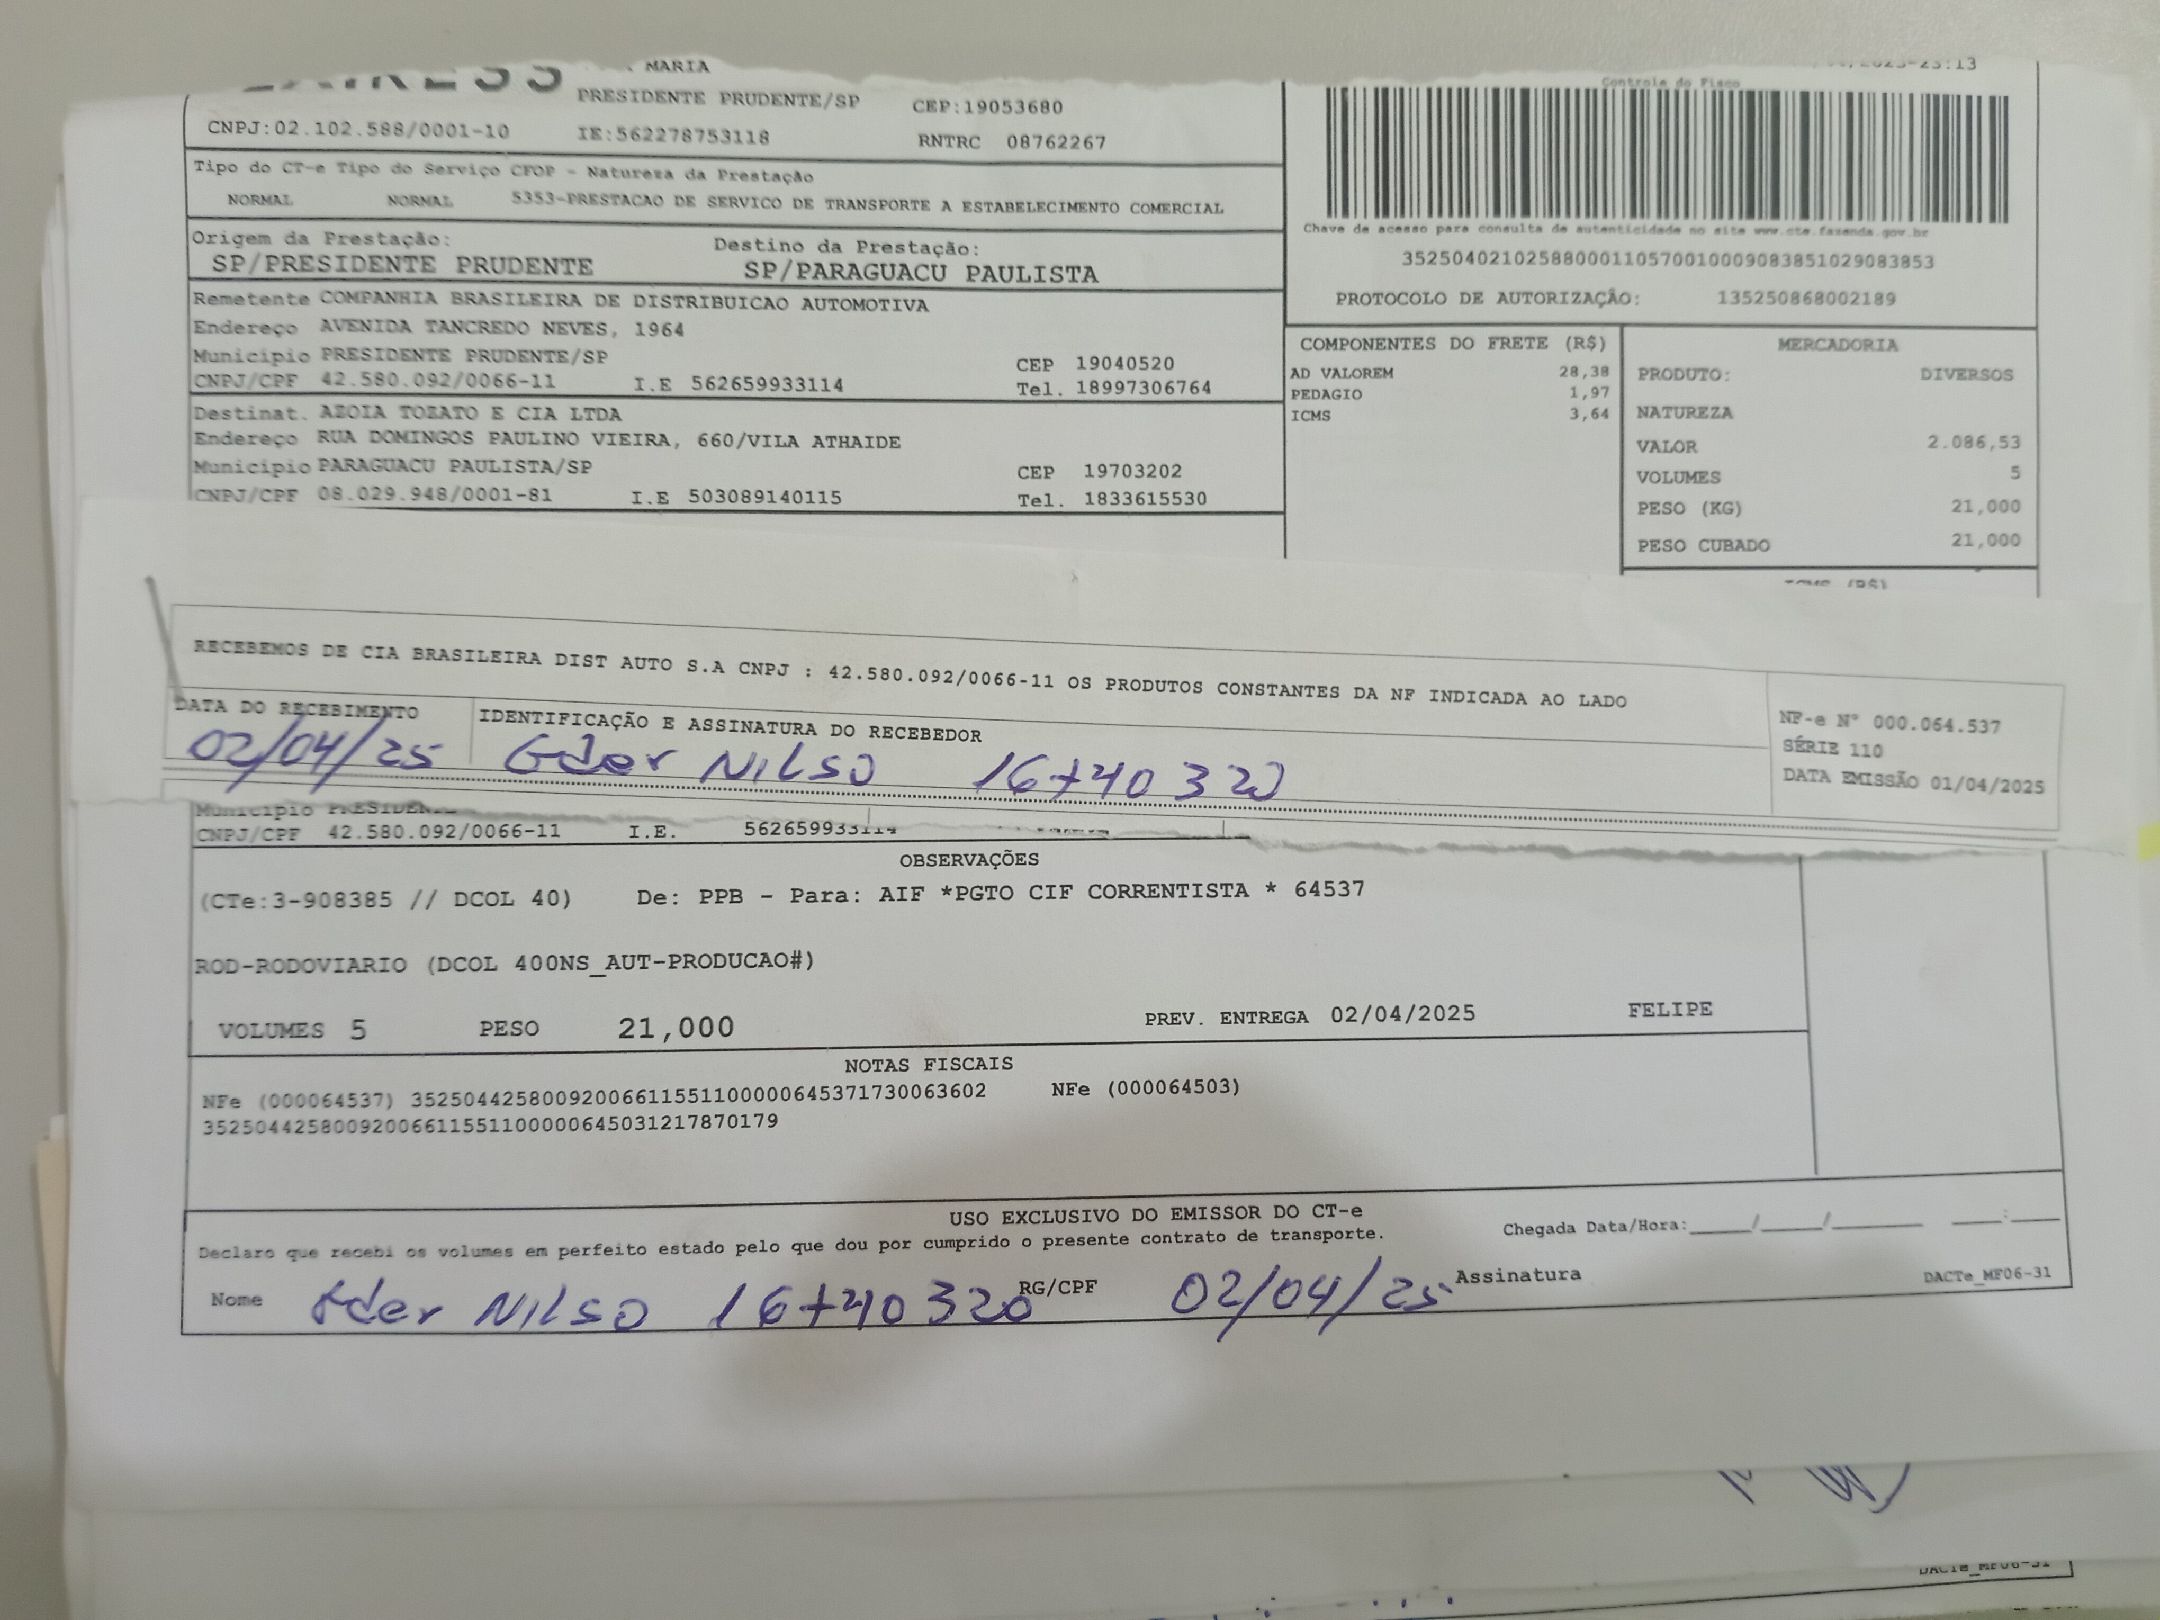 MARIA
PRESIDENTE PRUDENTE/SP CEP:19053680
CNPJ:02.102.588/0001-10 IE:562278753118 RNTRC 08762267
Tipo do CT-e Tipo do Serviço CFOP - Natureza da Prestação
NORMAL NORMAL 5353-PRESTACAO DE SERVICO DE TRANSPORTE A ESTABELECIMENTO COMERCIAL
Origem da Prestação: Destino da Prestação:
SP/PRESIDENTE PRUDENTE SP/PARAGUACU PAULISTA
Remetente COMPANHIA BRASILEIRA DE DISTRIBUICAO AUTOMOTIVA
Endereço AVENIDA TANCREDO NEVES, 1964
Município PRESIDENTE PRUDENTE/SP CEP 19040520
CNPJ/CPF 42.580.092/0066-11 I.E 562659933114 Tel. 18997306764
Destinat. AZOIA TOZATO E CIA LTDA
Endereço RUA DOMINGOS PAULINO VIEIRA, 660/VILA ATHAIDE
Município PARAGUACU PAULISTA/SP CEP 19703202
CNPJ/CPF 08.029.948/0001-81 I.E 503089140115 Tel. 1833615530
Controle do Fisco
Chave de acesso para consulta de autenticidade no site www.cte.fazenda.gov.br
35250402102588000110570010009083851029083853
PROTOCOLO DE AUTORIZAÇÃO: 135250868002189
COMPONENTES DO FRETE (R$)
AD VALOREM 28,38
PEDAGIO 1,97
ICMS 3,64
MERCADORIA
PRODUTO: DIVERSOS
NATUREZA
VALOR 2.086,53
VOLUMES 5
PESO (KG) 21,000
PESO CUBADO 21,000
RECEBEMOS DE CIA BRASILEIRA DIST AUTO S.A CNPJ : 42.580.092/0066-11 OS PRODUTOS CONSTANTES DA NF INDICADA AO LADO
DATA DO RECEBIMENTO IDENTIFICAÇÃO E ASSINATURA DO RECEBEDOR
02/04/25 Eder Nilso 16740320
NF-e N° 000.064.537
SÉRIE 110
DATA EMISSÃO 01/04/2025
Município
CNPJ/CPF 42.580.092/0066-11 I.E. 562659933114
OBSERVAÇÕES
(CTe:3-908385 // DCOL 40) De: PPB - Para: AIF *PGTO CIF CORRENTISTA * 64537
ROD-RODOVIARIO (DCOL 400NS_AUT-PRODUCAO#)
VOLUMES 5 PESO 21,000 PREV. ENTREGA 02/04/2025 FELIPE
NOTAS FISCAIS
NFe (000064537) 35250442580092006611551100000645371730063602 NFe (000064503)
35250442580092006611551100000645031217870179
USO EXCLUSIVO DO EMISSOR DO CT-e
Declaro que recebi os volumes em perfeito estado pelo que dou por cumprido o presente contrato de transporte.
Chegada Data/Hora:_____/_____/_______ ____:____
Nome Eder Nilso 16740320 RG/CPF 02/04/25 Assinatura
DACTe_MF06-31